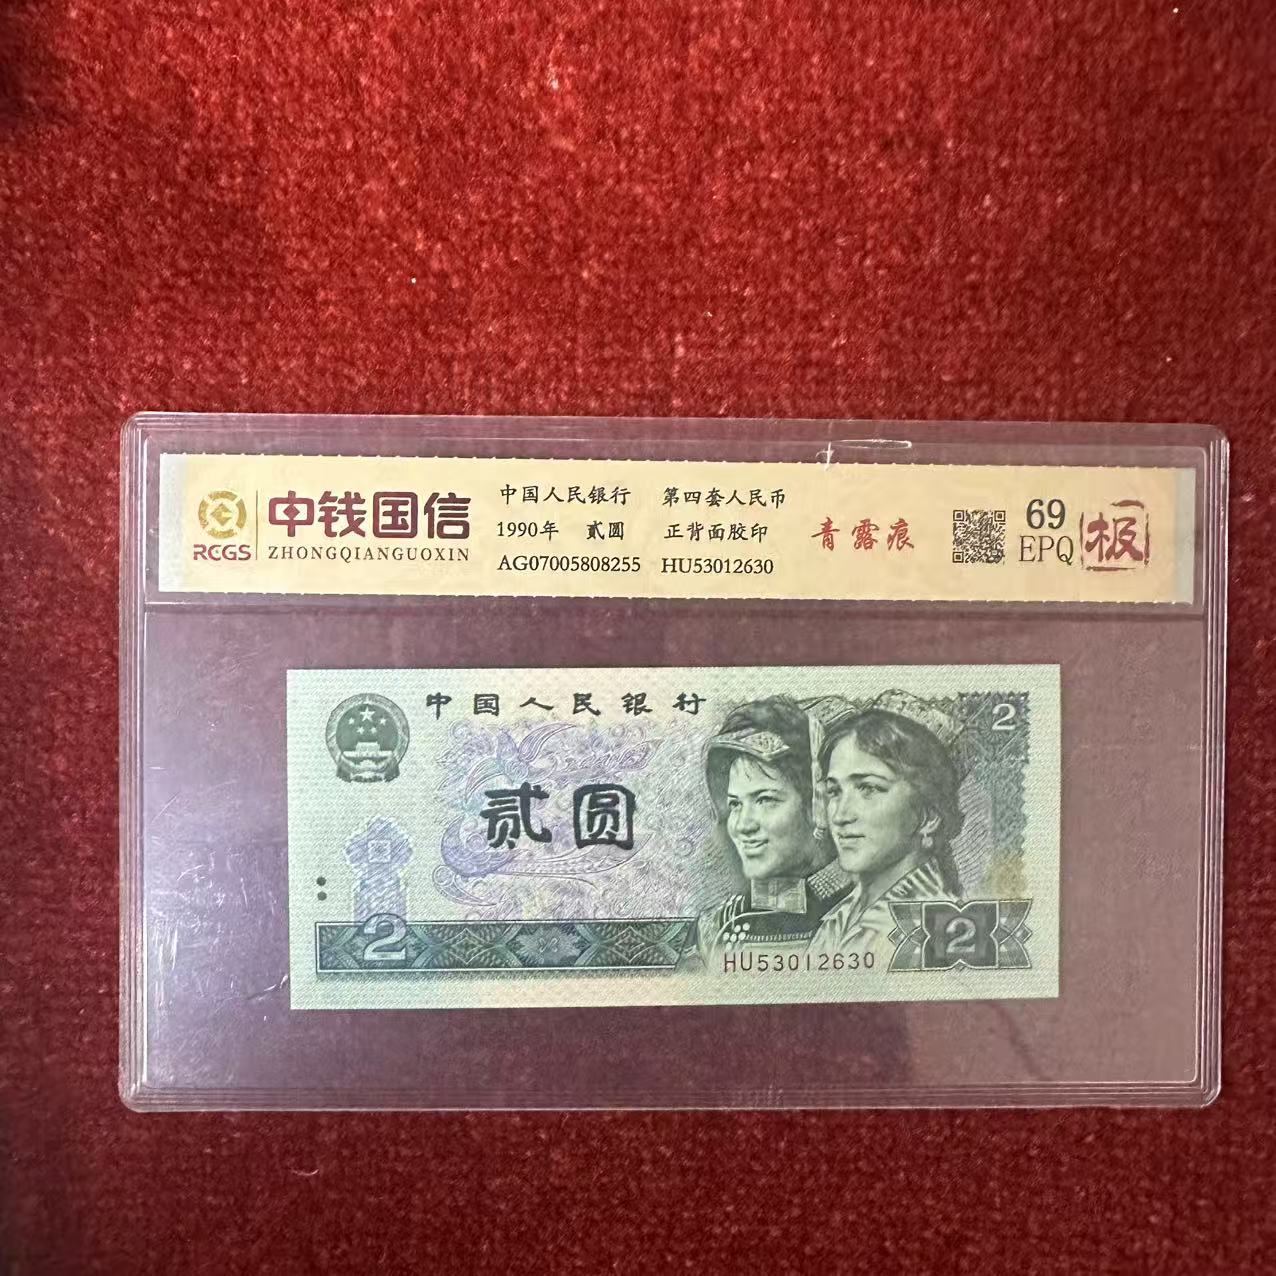 中钱国信
RCGS ZHONGQIANGUOXIN
中国人民银行 第四套人民币
1990年 贰圆 正背面胶印
AG07005808255 HU53012630
青露痕
69
EPQ
一板
中国人民银行
2
贰圆
2
HU53012630
2